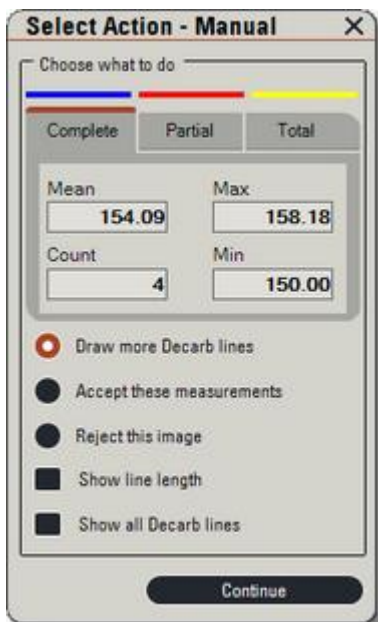 Select Action - Manual
Choose what to do
Complete Partial Total
Mean Max
154.09 158.18
Count Min
4 150.00
Draw more Decarb lines
Accept these measurements
Reject this image
Show line length
Show all Decarb lines
Continue